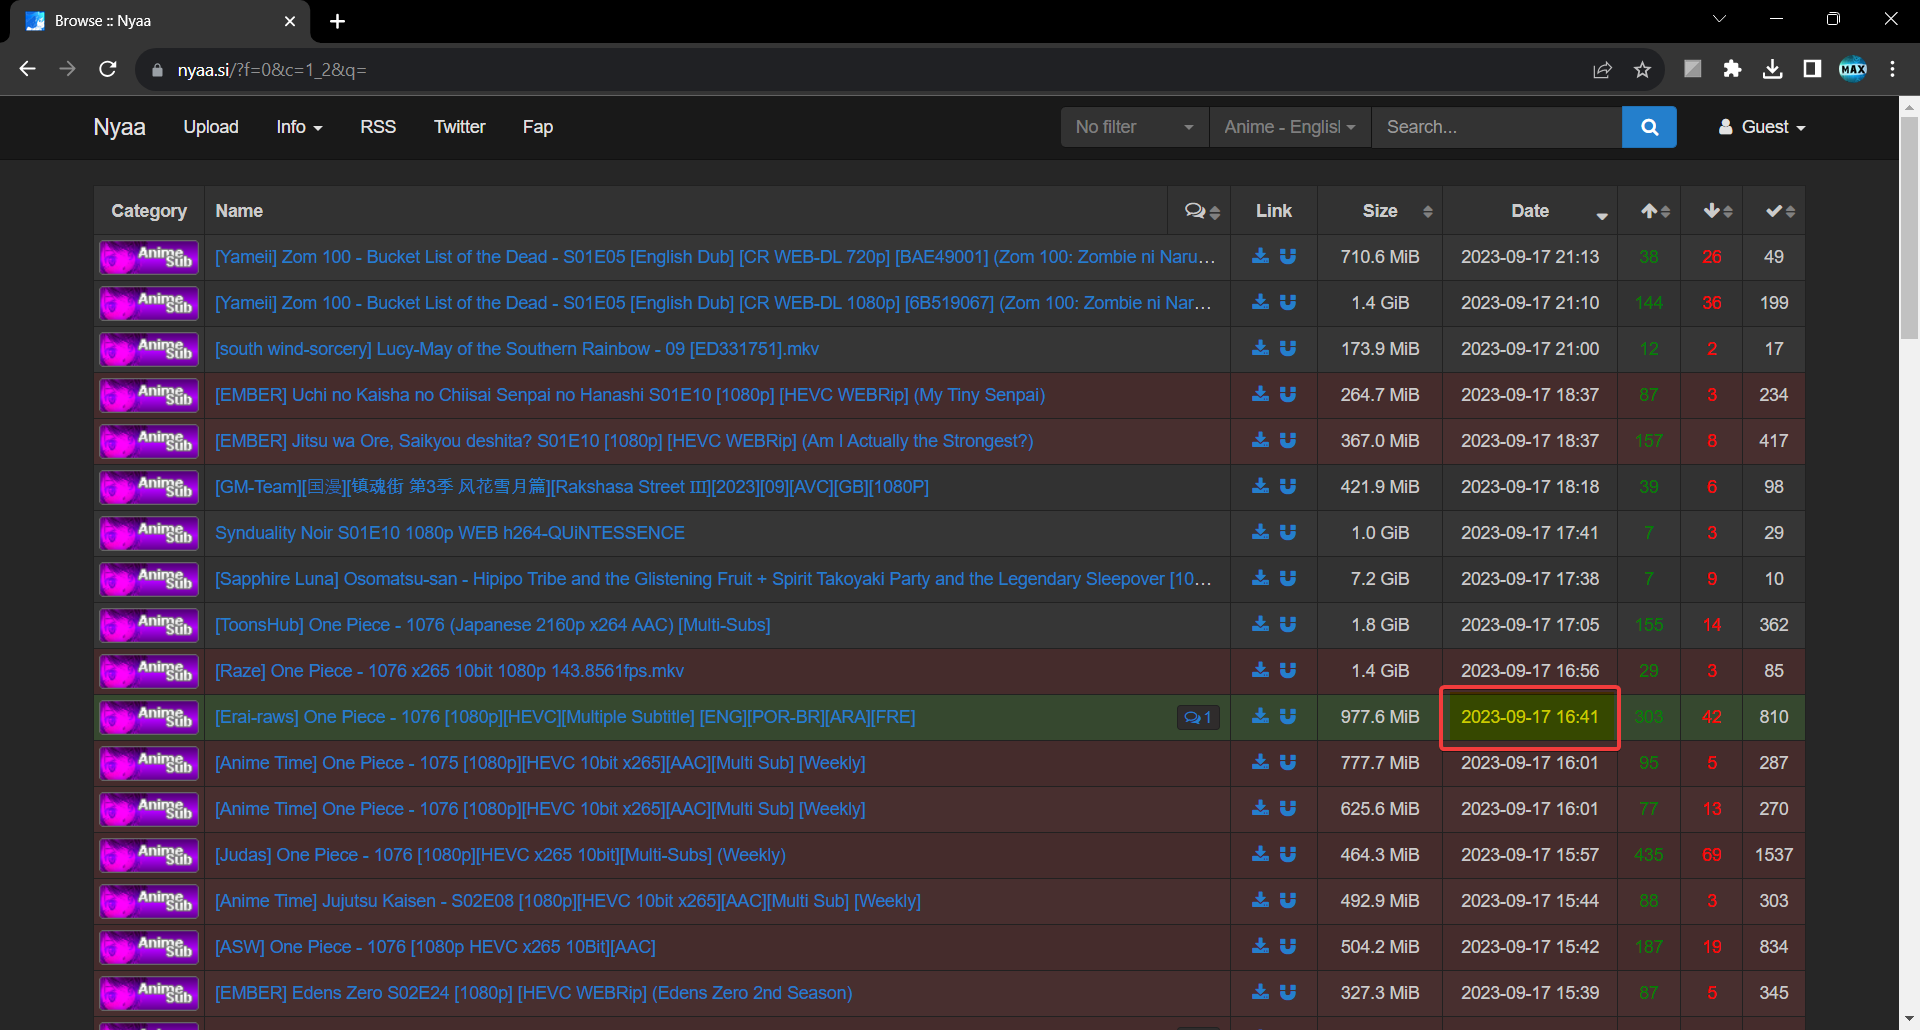 Browse :: Nyaa
nyaa.si/?f=0&c=1_2&q=
MAX
Nyaa Upload Info RSS Twitter Fap No filter Anime - Englisl Search... Guest
Category Name Link Size Date
Anime Sub [Yameii] Zom 100 - Bucket List of the Dead - S01E05 [English Dub] [CR WEB-DL 720p] [BAE49001] (Zom 100: Zombie ni Naru... 710.6 MiB 2023-09-17 21:13 38 26 49
Anime Sub [Yameii] Zom 100 - Bucket List of the Dead - S01E05 [English Dub] [CR WEB-DL 1080p] [6B519067] (Zom 100: Zombie ni Nar... 1.4 GiB 2023-09-17 21:10 144 36 199
Anime Sub [south wind-sorcery] Lucy-May of the Southern Rainbow - 09 [ED331751].mkv 173.9 MiB 2023-09-17 21:00 12 2 17
Anime Sub [EMBER] Uchi no Kaisha no Chiisai Senpai no Hanashi S01E10 [1080p] [HEVC WEBRip] (My Tiny Senpai) 264.7 MiB 2023-09-17 18:37 87 3 234
Anime Sub [EMBER] Jitsu wa Ore, Saikyou deshita? S01E10 [1080p] [HEVC WEBRip] (Am I Actually the Strongest?) 367.0 MiB 2023-09-17 18:37 157 8 417
Anime Sub [GM-Team][国漫][镇魂街 第3季 风花雪月篇][Rakshasa Street Ⅲ][2023][09][AVC][GB][1080P] 421.9 MiB 2023-09-17 18:18 39 6 98
Anime Sub Synduality Noir S01E10 1080p WEB h264-QUiNTESSENCE 1.0 GiB 2023-09-17 17:41 7 3 29
Anime Sub [Sapphire Luna] Osomatsu-san - Hipipo Tribe and the Glistening Fruit + Spirit Takoyaki Party and the Legendary Sleepover [10... 7.2 GiB 2023-09-17 17:38 7 9 10
Anime Sub [ToonsHub] One Piece - 1076 (Japanese 2160p x264 AAC) [Multi-Subs] 1.8 GiB 2023-09-17 17:05 155 14 362
Anime Sub [Raze] One Piece - 1076 x265 10bit 1080p 143.8561fps.mkv 1.4 GiB 2023-09-17 16:56 29 3 85
Anime Sub [Erai-raws] One Piece - 1076 [1080p][HEVC][Multiple Subtitle] [ENG][POR-BR][ARA][FRE] 1 977.6 MiB 2023-09-17 16:41 303 42 810
Anime Sub [Anime Time] One Piece - 1075 [1080p][HEVC 10bit x265][AAC][Multi Sub] [Weekly] 777.7 MiB 2023-09-17 16:01 95 5 287
Anime Sub [Anime Time] One Piece - 1076 [1080p][HEVC 10bit x265][AAC][Multi Sub] [Weekly] 625.6 MiB 2023-09-17 16:01 77 13 270
Anime Sub [Judas] One Piece - 1076 [1080p][HEVC x265 10bit][Multi-Subs] (Weekly) 464.3 MiB 2023-09-17 15:57 435 69 1537
Anime Sub [Anime Time] Jujutsu Kaisen - S02E08 [1080p][HEVC 10bit x265][AAC][Multi Sub] [Weekly] 492.9 MiB 2023-09-17 15:44 88 3 303
Anime Sub [ASW] One Piece - 1076 [1080p HEVC x265 10Bit][AAC] 504.2 MiB 2023-09-17 15:42 187 19 834
Anime Sub [EMBER] Edens Zero S02E24 [1080p] [HEVC WEBRip] (Edens Zero 2nd Season) 327.3 MiB 2023-09-17 15:39 87 5 345